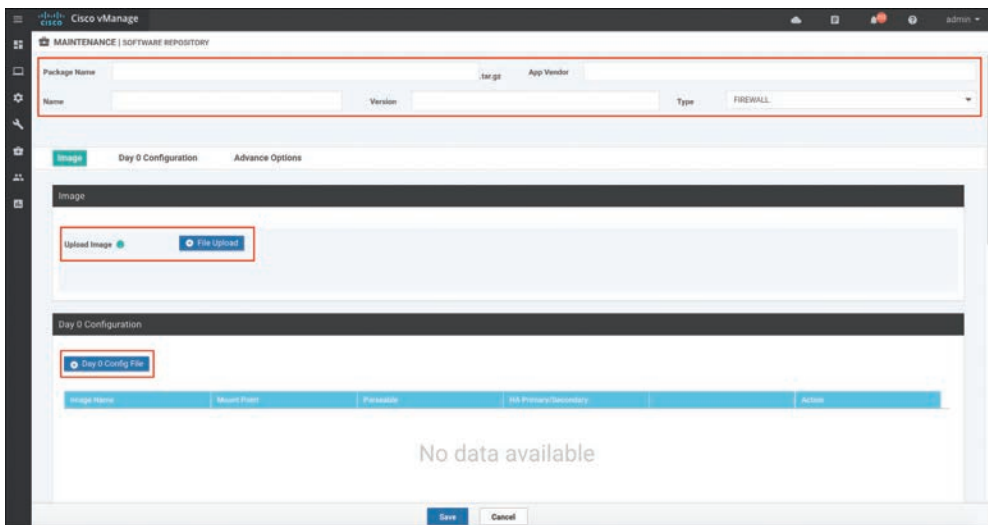 CISCO Cisco vManage admin
MAINTENANCE | SOFTWARE REPOSITORY
Package Name .tar.gz App Vendor
Name Version Type FIREWALL
Image Day 0 Configuration Advance Options
Image
Upload Image File Upload
Day 0 Configuration
Day 0 Config File
Image Name Mount Point Parseable HA Primary/Secondary Action
No data available
Save Cancel